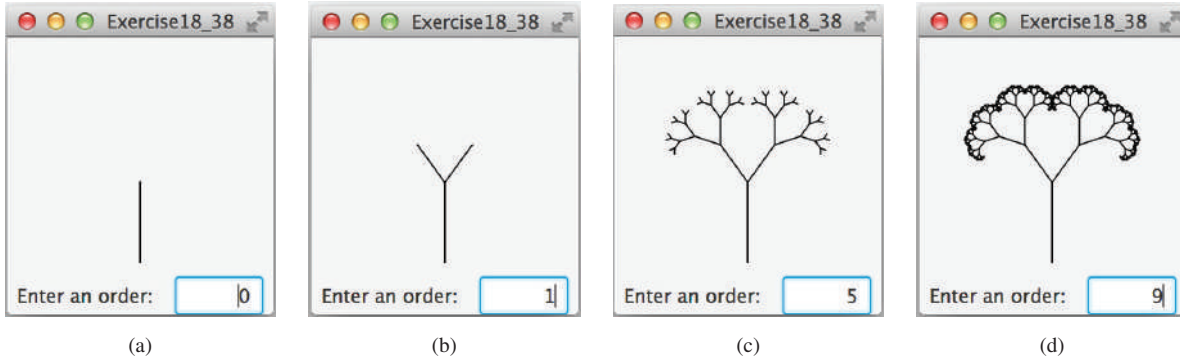 Exercise18_38
Exercise18_38
Exercise18_38
Exercise18_38
Enter an order: 0
Enter an order: 1
Enter an order: 5
Enter an order: 9
(a)
(b)
(c)
(d)